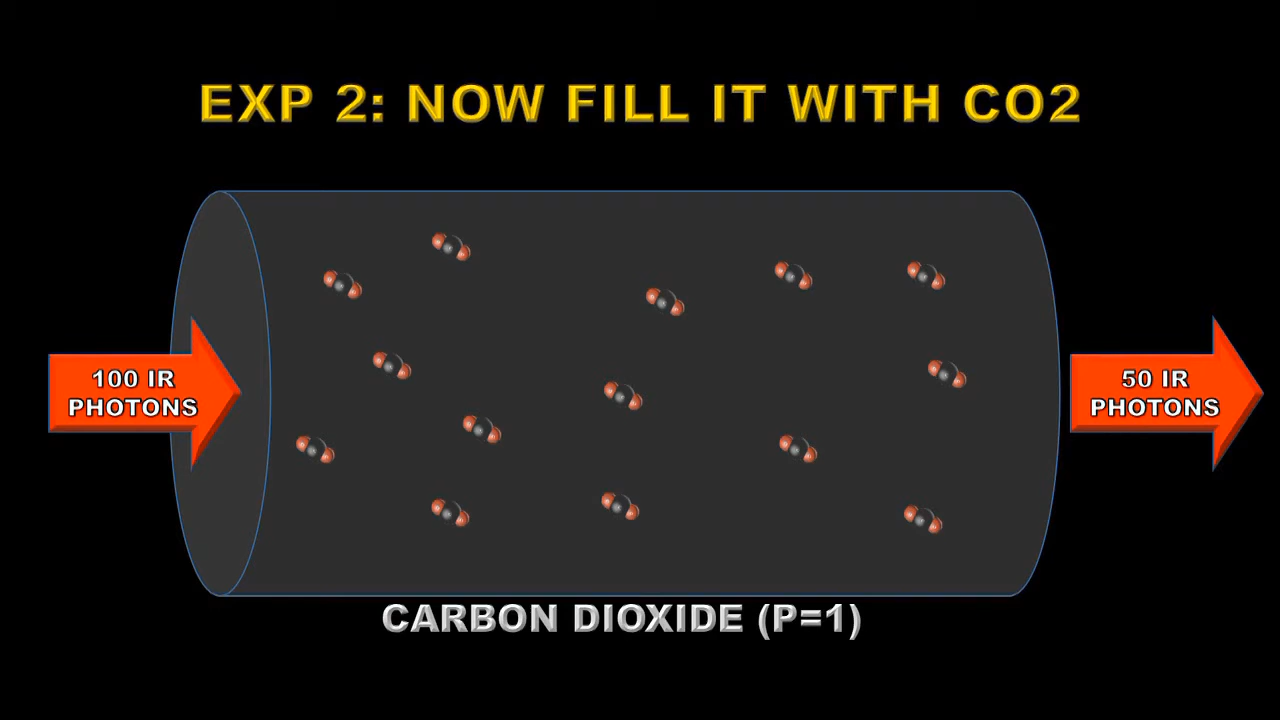 EXP 2: NOW FILL IT WITH CO2
100 IR
PHOTONS
50 IR
PHOTONS
CARBON DIOXIDE (P=1)